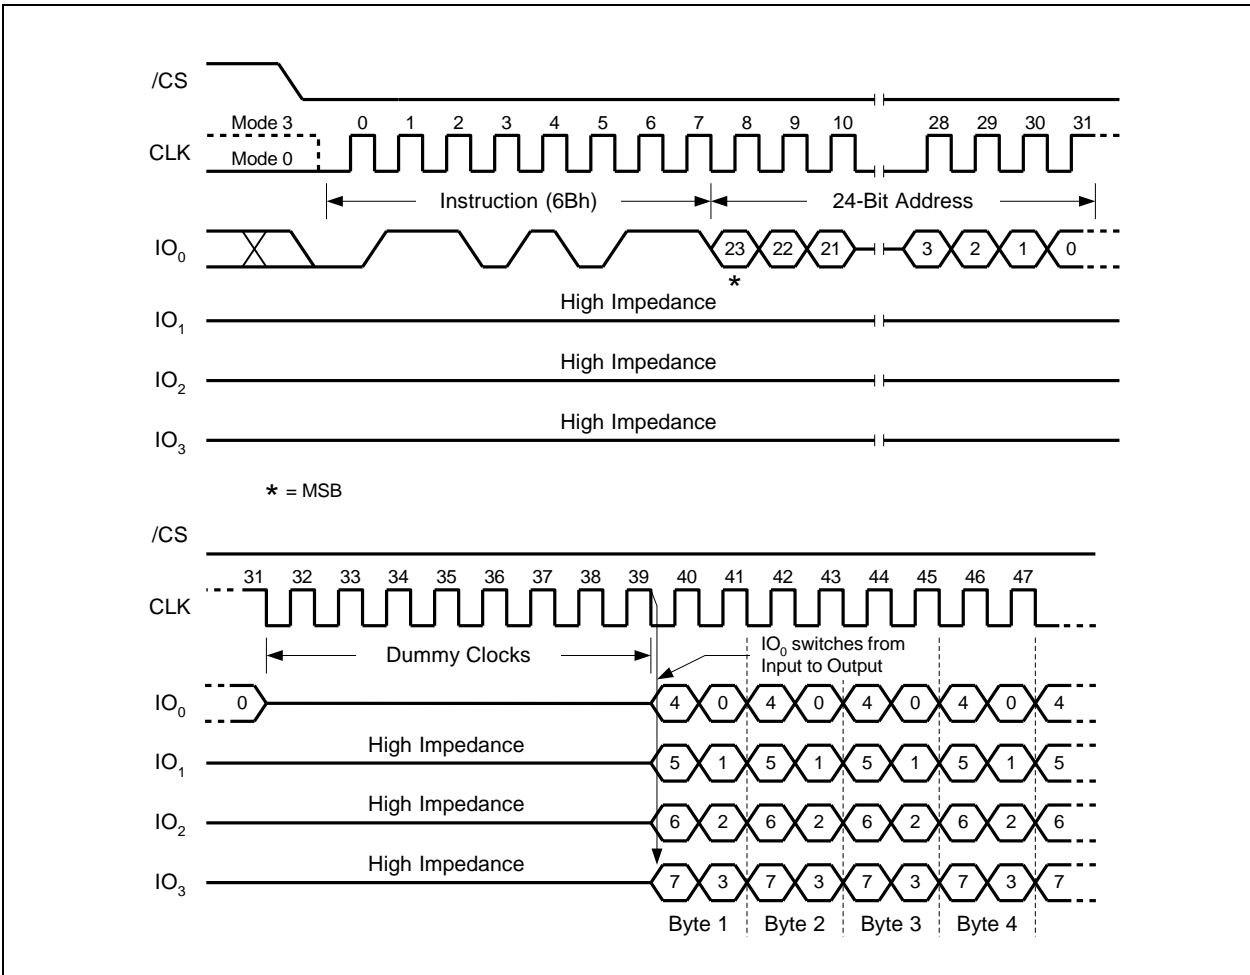 /CS
Mode 3 0 1 2 3 4 5 6 7 8 9 10 28 29 30 31
CLK
Mode 0
Instruction (6Bh) 24-Bit Address
IO0 23 22 21 3 2 1 0
*
High Impedance
IO1
High Impedance
IO2
High Impedance
IO3
* = MSB
/CS
31 32 33 34 35 36 37 38 39 40 41 42 43 44 45 46 47
CLK
Dummy Clocks
IO0 switches from
Input to Output
IO0 0 4 0 4 0 4 0 4 0 4
High Impedance
IO1 5 1 5 1 5 1 5 1 5
High Impedance
IO2 6 2 6 2 6 2 6 2 6
High Impedance
IO3 7 3 7 3 7 3 7 3 7
Byte 1 Byte 2 Byte 3 Byte 4